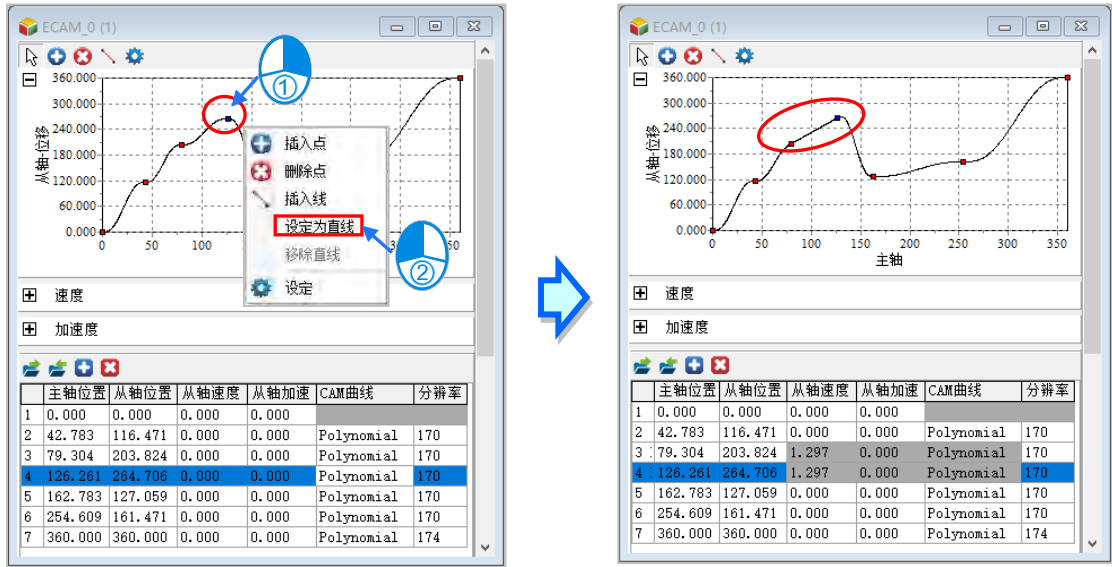 ECAM_0 (1)
360.000
300.000
240.000
180.000
120.000
60.000
0.000
从轴-位移
0
50
100
3
50
①
插入点
删除点
插入线
设定为直线
移除直线
设定
②
速度
加速度
主轴位置 从轴位置 从轴速度 从轴加速 CAM曲线 分辨率
1 0.000 0.000 0.000 0.000
2 42.783 116.471 0.000 0.000 Polynomial 170
3 79.304 203.824 0.000 0.000 Polynomial 170
4 126.261 264.706 0.000 0.000 Polynomial 170
5 162.783 127.059 0.000 0.000 Polynomial 170
6 254.609 161.471 0.000 0.000 Polynomial 170
7 360.000 360.000 0.000 0.000 Polynomial 174
ECAM_0 (1)
360.000
300.000
240.000
180.000
120.000
60.000
0.000
从轴-位移
0 50 100 150 200 250 300 350
主轴
速度
加速度
主轴位置 从轴位置 从轴速度 从轴加速 CAM曲线 分辨率
1 0.000 0.000 0.000 0.000
2 42.783 116.471 0.000 0.000 Polynomial 170
3 79.304 203.824 1.297 0.000 Polynomial 170
4 126.261 264.706 1.297 0.000 Polynomial 170
5 162.783 127.059 0.000 0.000 Polynomial 170
6 254.609 161.471 0.000 0.000 Polynomial 170
7 360.000 360.000 0.000 0.000 Polynomial 174